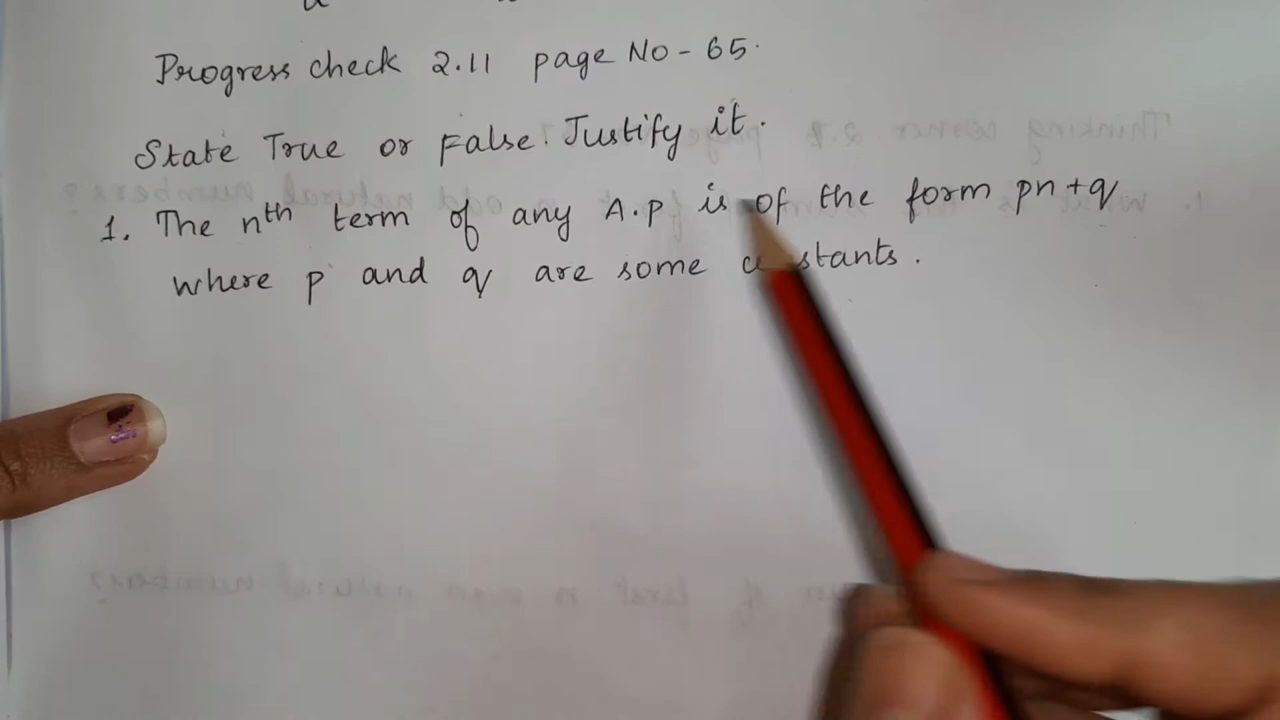 Progress check 2.11 page No - 65.
State True or False. Justify it.
1. The nth term of any A.P is of the form pn+q
where p and q are some constants.